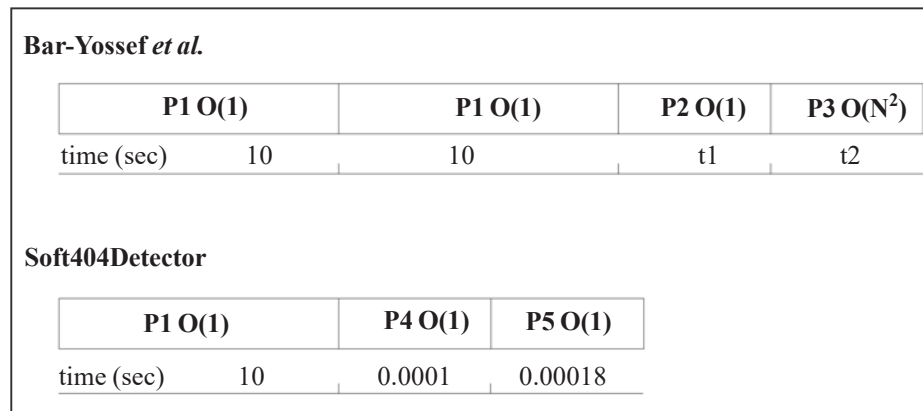 Bar-Yossef et al.
P1 O(1) P1 O(1) P2 O(1) P3 O(N²)
time (sec) 10 10 t1 t2
Soft404Detector
P1 O(1) P4 O(1) P5 O(1)
time (sec) 10 0.0001 0.00018